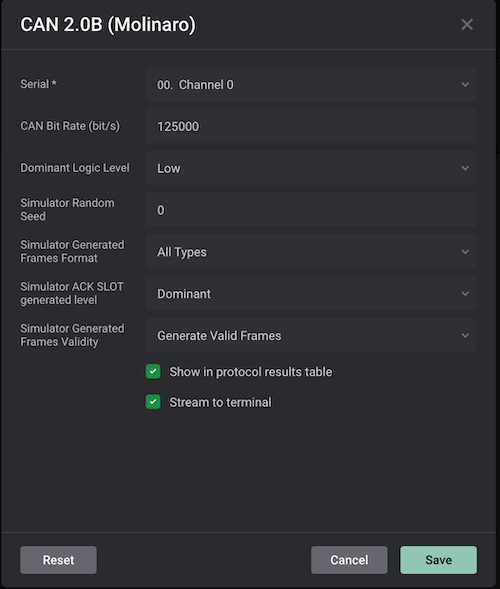 CAN 2.0B (Molinaro)
Serial *
00. Channel 0
CAN Bit Rate (bit/s)
125000
Dominant Logic Level
Low
Simulator Random
Seed
0
Simulator Generated
Frames Format
All Types
Simulator ACK SLOT
generated level
Dominant
Simulator Generated
Frames Validity
Generate Valid Frames
Show in protocol results table
Stream to terminal
Reset
Cancel
Save